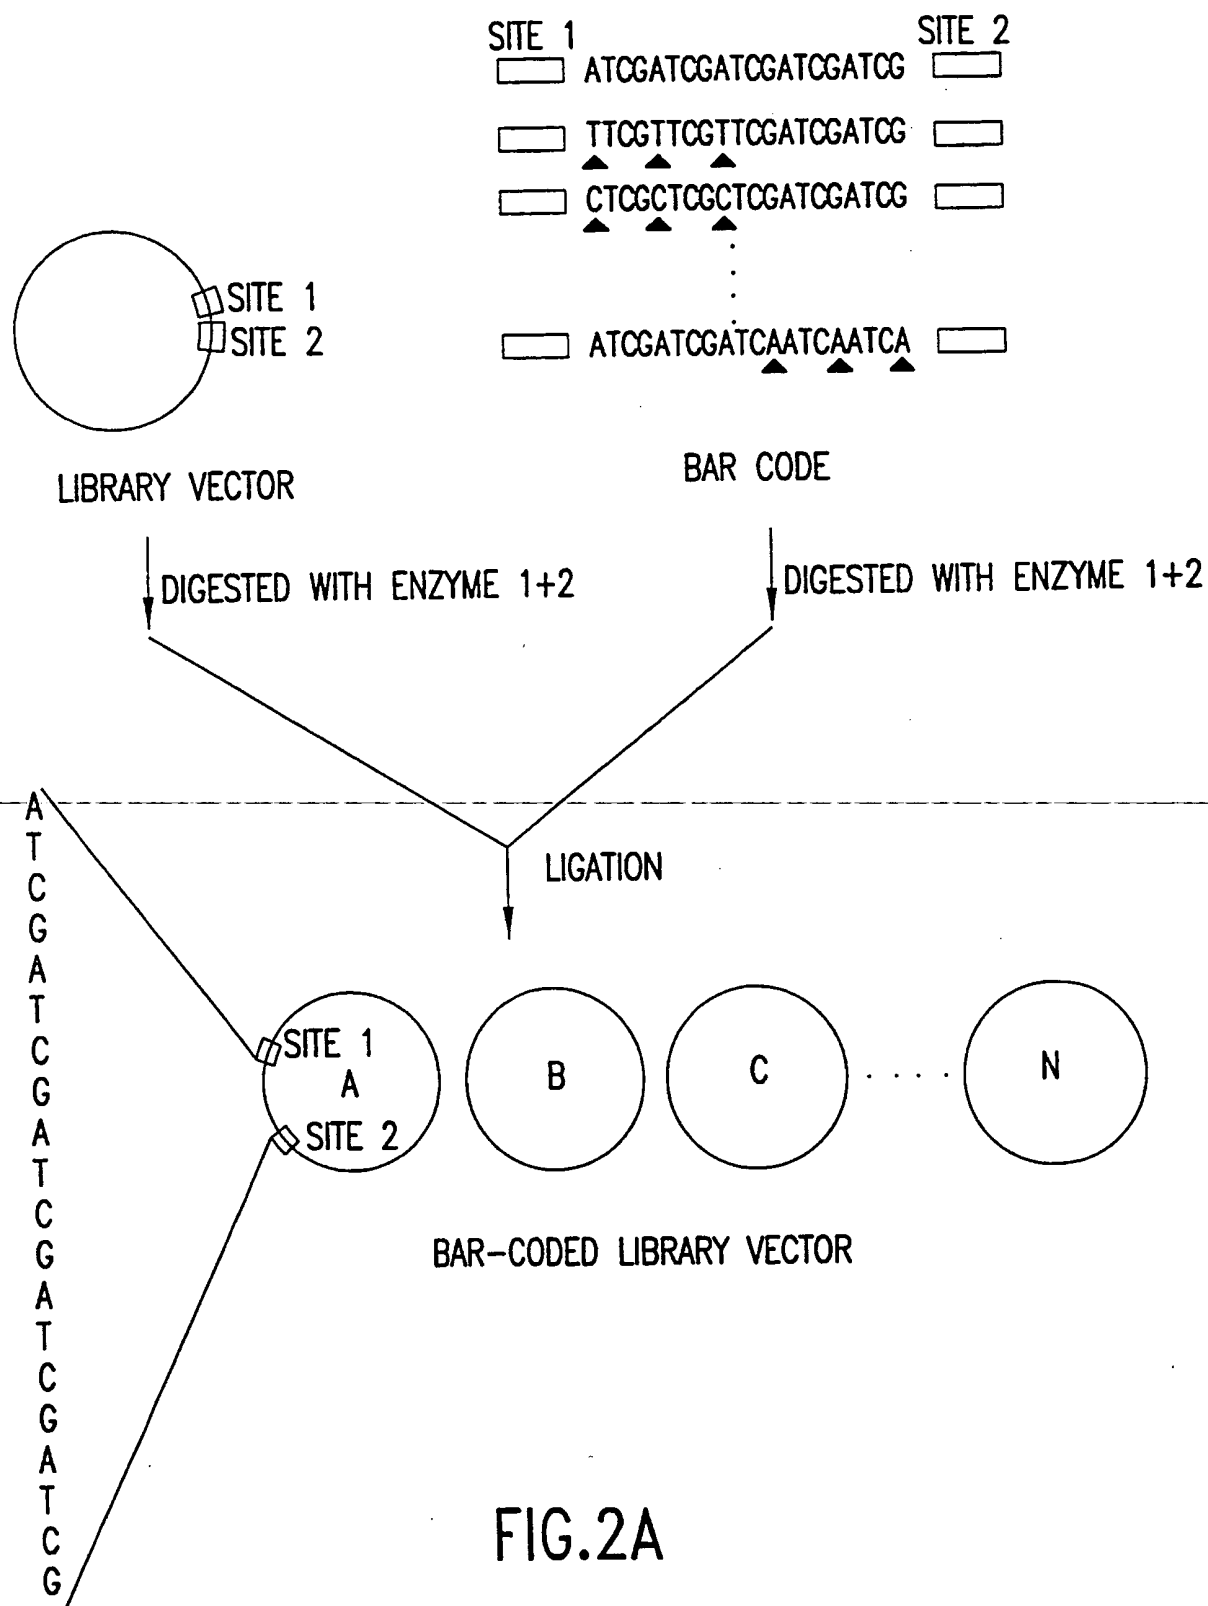 SITE 1
SITE 2
ATCGATCGATCGATCGATCG
TTCGTTCGTTCGATCGATCG
CTCGCTCGCTCGATCGATCG
ATCGATCGATCAATCAATCA
SITE 1
SITE 2
LIBRARY VECTOR
BAR CODE
DIGESTED WITH ENZYME 1+2
DIGESTED WITH ENZYME 1+2
LIGATION
A
T
C
G
A
T
C
G
A
T
C
G
A
T
C
G
A
T
C
G
SITE 1
A
SITE 2
B
C
N
BAR-CODED LIBRARY VECTOR
FIG.2A